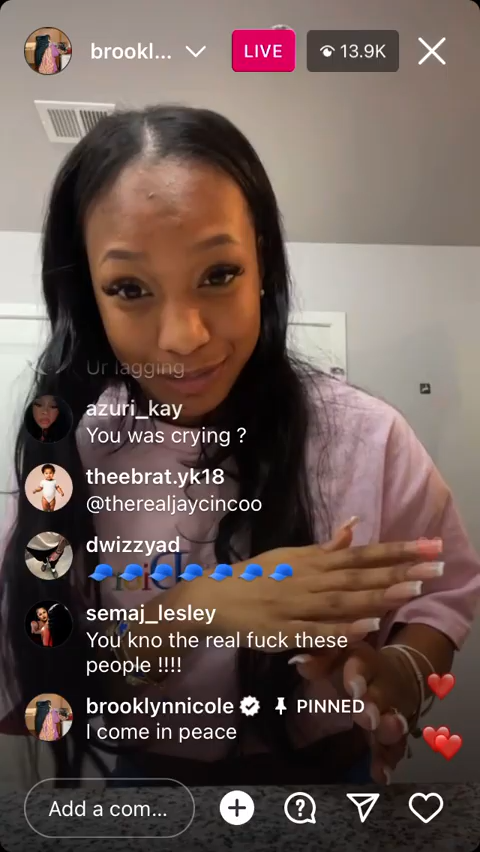 brookl...
LIVE
13.9K
Ur lagging
azuri_kay
You was crying ?
theebrat.yk18
@therealjaycincoo
dwizzyad
semaj_lesley
You kno the real fuck these
people !!!!
brooklynnicole PINNED
I come in peace
Add a com...